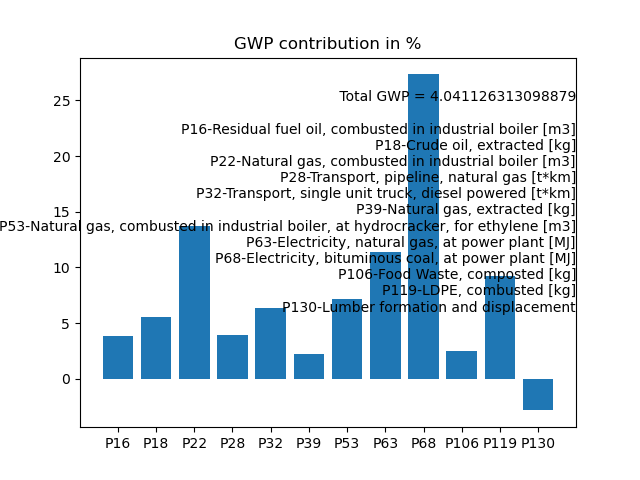 GWP contribution in %
Total GWP = 4.041126313098879
P16-Residual fuel oil, combusted in industrial boiler [m3]
P18-Crude oil, extracted [kg]
P22-Natural gas, combusted in industrial boiler [m3]
P28-Transport, pipeline, natural gas [t*km]
P32-Transport, single unit truck, diesel powered [t*km]
P39-Natural gas, extracted [kg]
P53-Natural gas, combusted in industrial boiler, at hydrocracker, for ethylene [m3]
P63-Electricity, natural gas, at power plant [MJ]
P68-Electricity, bituminous coal, at power plant [MJ]
P106-Food Waste, composted [kg]
P119-LDPE, combusted [kg]
P130-Lumber formation and displacement
25
20
15
10
5
0
P16 P18 P22 P28 P32 P39 P53 P63 P68 P106 P119 P130